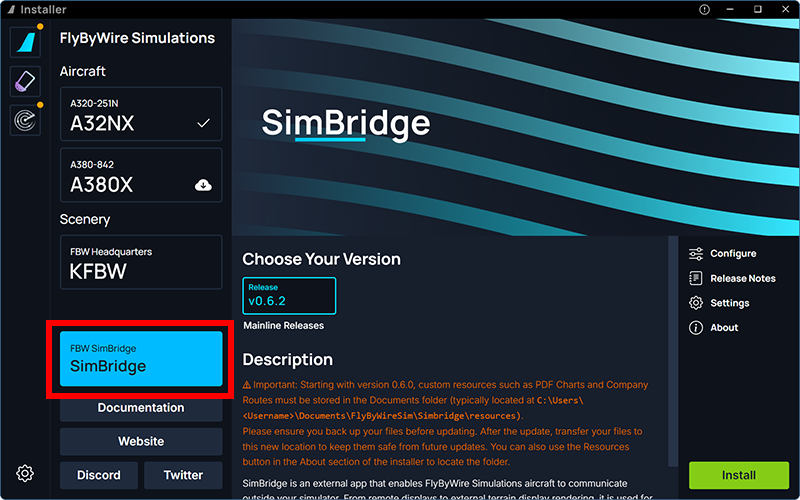 Installer
FlyByWire Simulations
Aircraft
A320-251N
A32NX
A380-842
A380X
Scenery
FBW Headquarters
KFBW
FBW SimBridge
SimBridge
Documentation
Website
Discord
Twitter
SimBridge
Choose Your Version
Release
v0.6.2
Mainline Releases
Description
⚠ Important: Starting with version 0.6.0, custom resources such as PDF Charts and Company
Routes must be stored in the Documents folder (typically located at C:\Users\
<Username>\Documents\FlyByWireSim\Simbridge\resources).
Please ensure you back up your files before updating. After the update, transfer your files to
this new location to keep them safe from future updates. You can also use the Resources
button in the About section of the installer to locate the folder.
SimBridge is an external app that enables FlyByWire Simulations aircraft to communicate
outside your simulator. From remote displays to external terrain display rendering, it is used for
Configure
Release Notes
Settings
About
Install